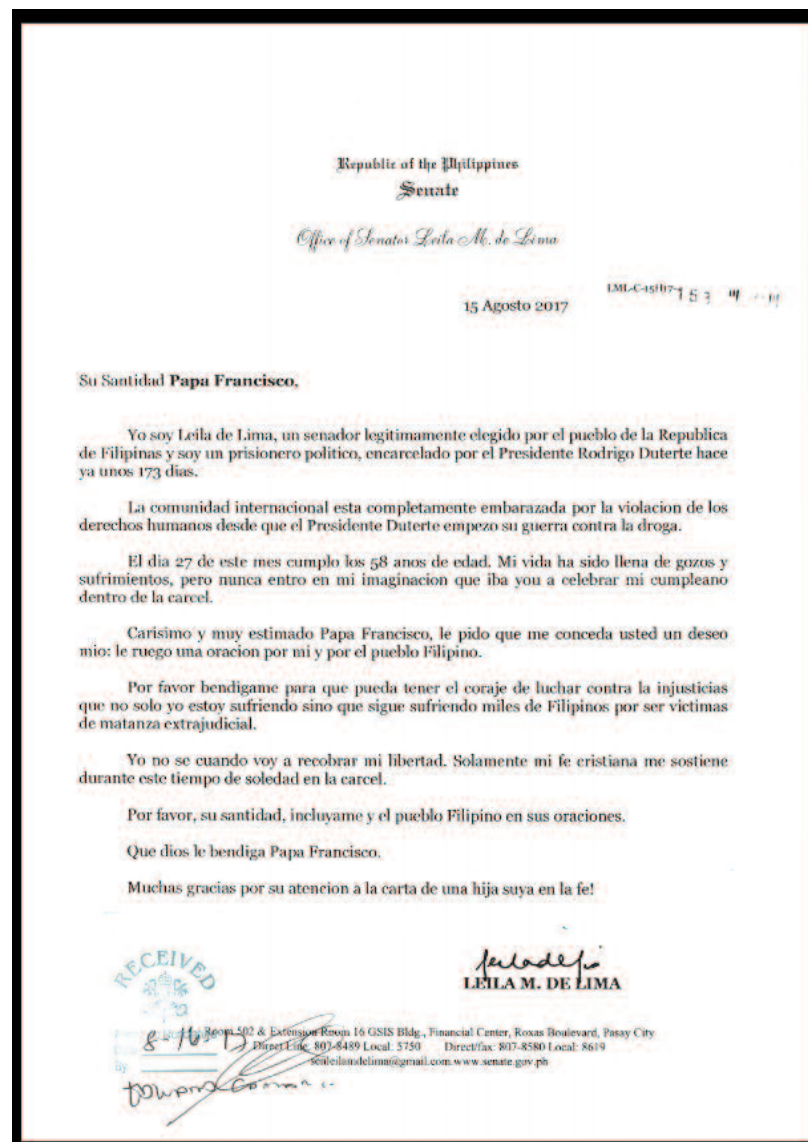 Republic of the Philippines
Senate
Office of Senator Leila M. de Lima
15 Agosto 2017
Su Santidad Papa Francisco,
Yo soy Leila de Lima, un senador legitimamente elegido por el pueblo de la Republica
de Filipinas y soy un prisionero politico, encarcelado por el Presidente Rodrigo Duterte hace
ya unos 173 dias.
La comunidad internacional esta completamente embarazada por la violacion de los
derechos humanos desde que el Presidente Duterte empezo su guerra contra la droga.
El dia 27 de este mes cumplo los 58 anos de edad. Mi vida ha sido llena de gozos y
sufrimientos, pero nunca entro en mi imaginacion que iba you a celebrar mi cumpleano
dentro de la carcel.
Carisimo y muy estimado Papa Francisco, le pido que me conceda usted un deseo
mio: le ruego una oracion por mi y por el pueblo Filipino.
Por favor bendigame para que pueda tener el coraje de luchar contra la injusticias
que no solo yo estoy sufriendo sino que sigue sufriendo miles de Filipinos por ser victimas
de matanza extrajudicial.
Yo no se cuando voy a recobrar mi libertad. Solamente mi fe cristiana me sostiene
durante este tiempo de soledad en la carcel.
Por favor, su santidad, incluyame y el pueblo Filipino en sus oraciones.
Que dios le bendiga Papa Francisco.
Muchas gracias por su atencion a la carta de una hija suya en la fe!
RECEIVED
LEILA M. DE LIMA
Room 502 & Extension Room 16 GSIS Bldg., Financial Center, Roxas Boulevard, Pasay City
8-16-17 Direct Line: 807-8489 Local: 5750 Direct/fax: 807-8580 Local: 8619
senleilamdelima@gmail.com www.senate.gov.ph